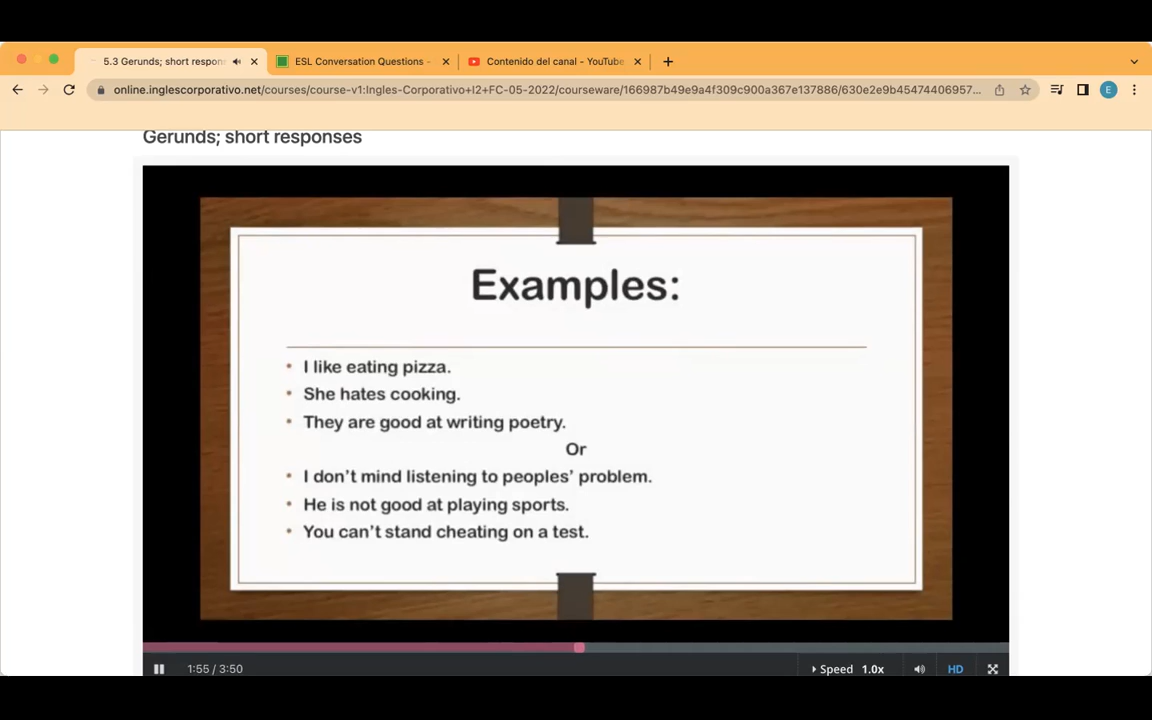 5.3 Gerunds; short respon
ESL Conversation Questions -
Contenido del canal - YouTube
online.inglescorporativo.net/courses/course-v1:Ingles-Corporativo+I2+FC-05-2022/courseware/166987b49e9a4f309c900a367e137886/630e2e9b45474406957...
E
Gerunds; short responses
Examples:
• I like eating pizza.
• She hates cooking.
• They are good at writing poetry.
Or
• I don't mind listening to peoples' problem.
• He is not good at playing sports.
• You can't stand cheating on a test.
1:55 / 3:50
Speed 1.0x
HD